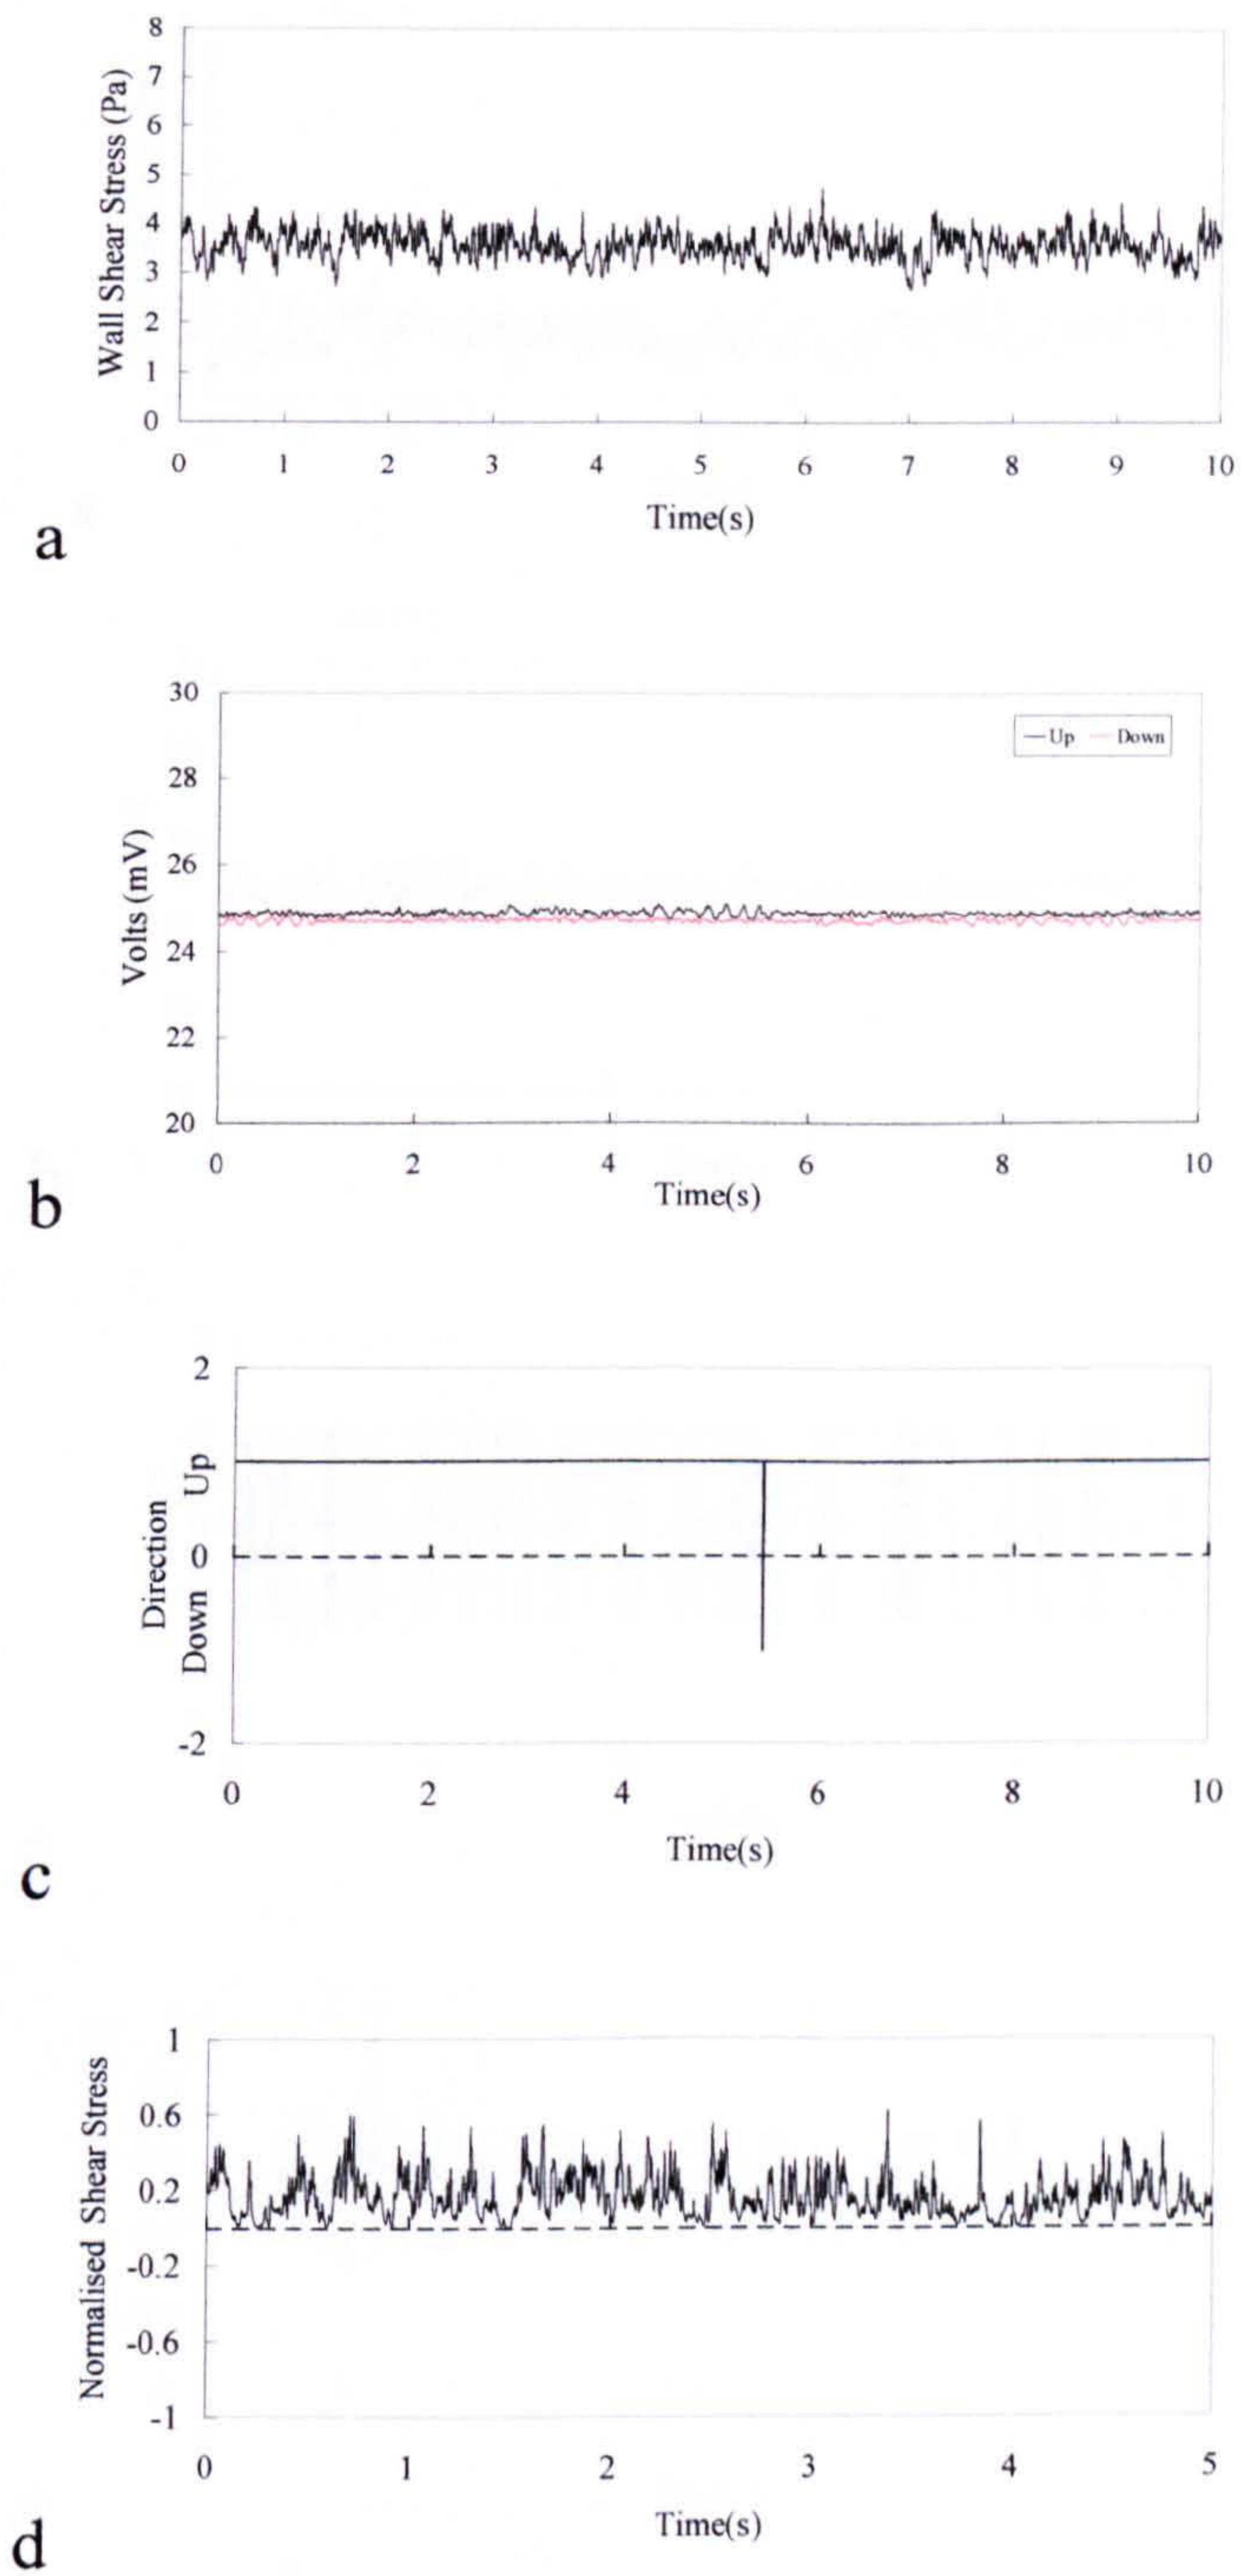 8
7
6
5
4
3
2
1
0
Wall Shear Stress (Pa)
0 1 2 3 4 5 6 7 8 9 10
Time(s)
a
30
28
26
24
22
20
Volts (mV)
Up Down
0 2 4 6 8 10
Time(s)
b
2
0
-2
Direction
Down Up
0 2 4 6 8 10
Time(s)
c
1
0.6
0.2
-0.2
-0.6
-1
Normalised Shear Stress
0 1 2 3 4 5
Time(s)
d